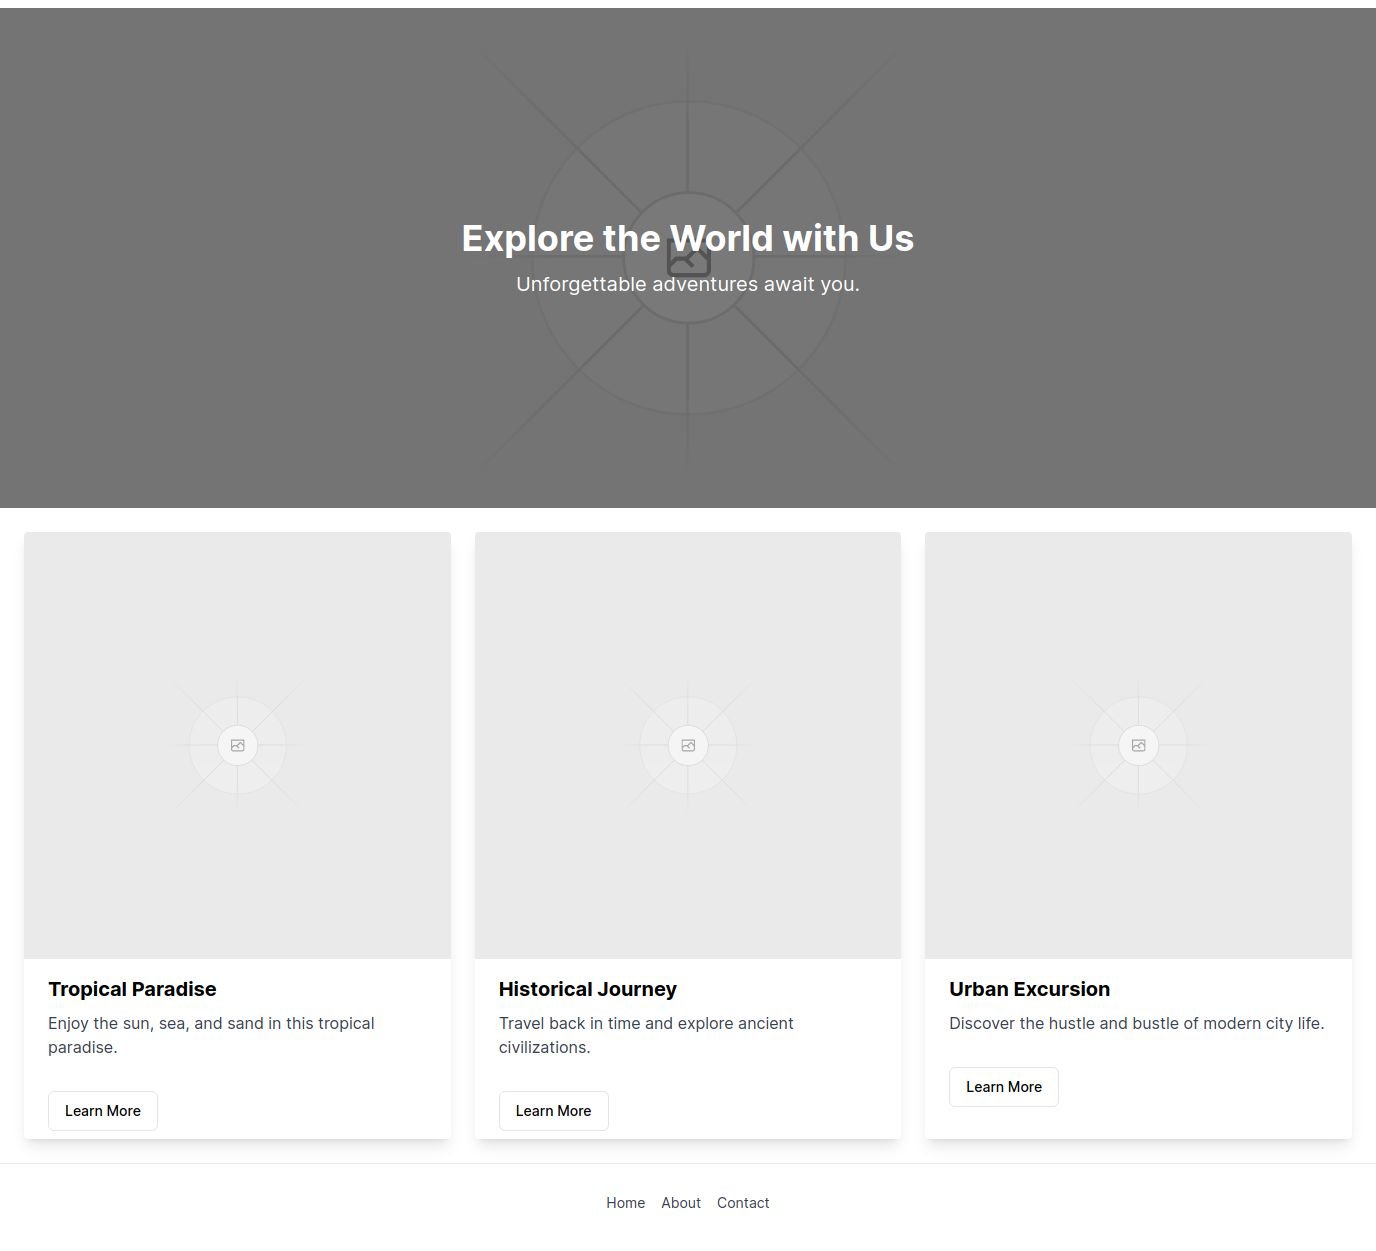 Explore the World with Us
Unforgettable adventures await you.
Tropical Paradise
Enjoy the sun, sea, and sand in this tropical
paradise.
Learn More
Historical Journey
Travel back in time and explore ancient
civilizations.
Learn More
Urban Excursion
Discover the hustle and bustle of modern city life.
Learn More
Home About Contact